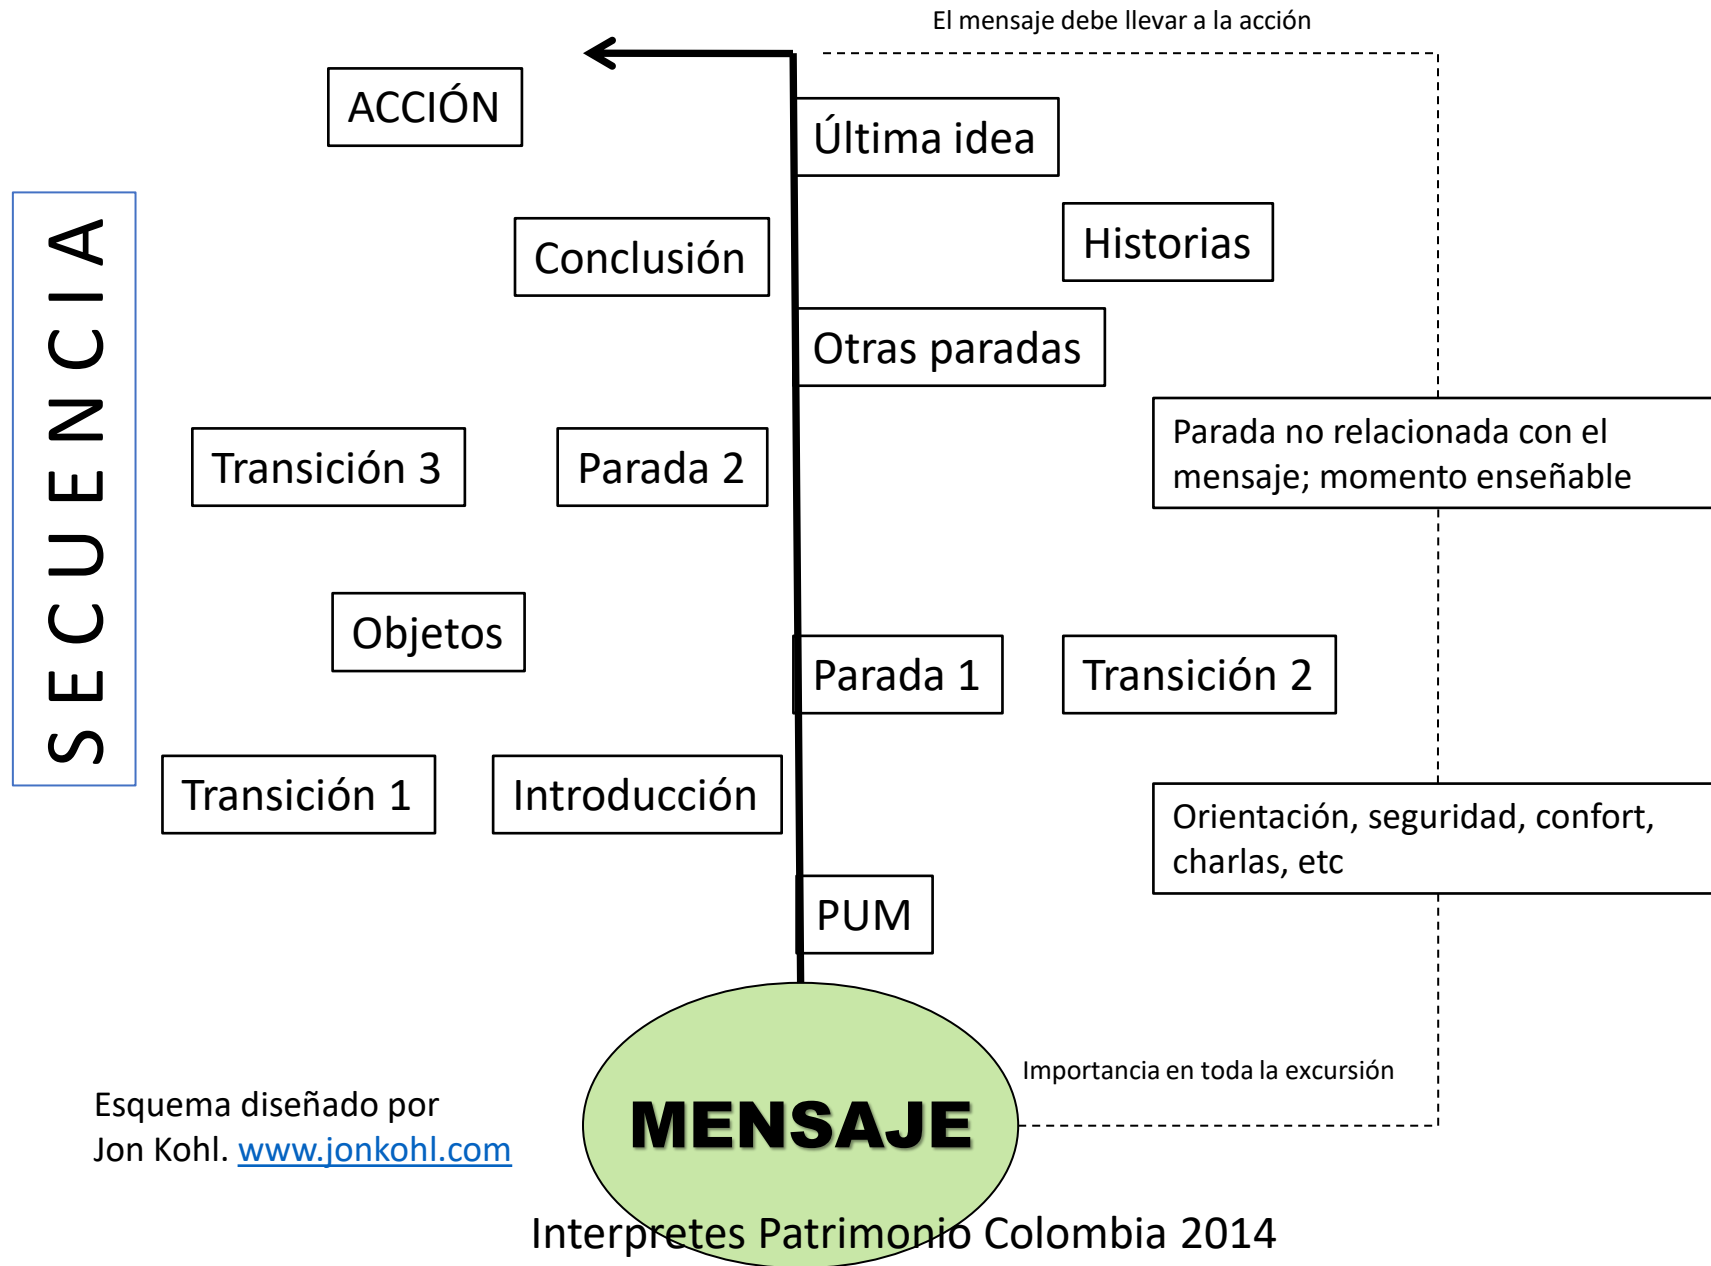 El mensaje debe llevar a la acción
ACCIÓN
Última idea
Historias
Conclusión
Otras paradas
SECUENCIA
Parada no relacionada con el
mensaje; momento enseñable
Transición 3
Parada 2
Objetos
Parada 1
Transición 2
Transición 1
Introducción
Orientación, seguridad, confort,
charlas, etc
PUM
Importancia en toda la excursión
MENSAJE
Esquema diseñado por
Jon Kohl. www.jonkohl.com
Interpretes Patrimonio Colombia 2014